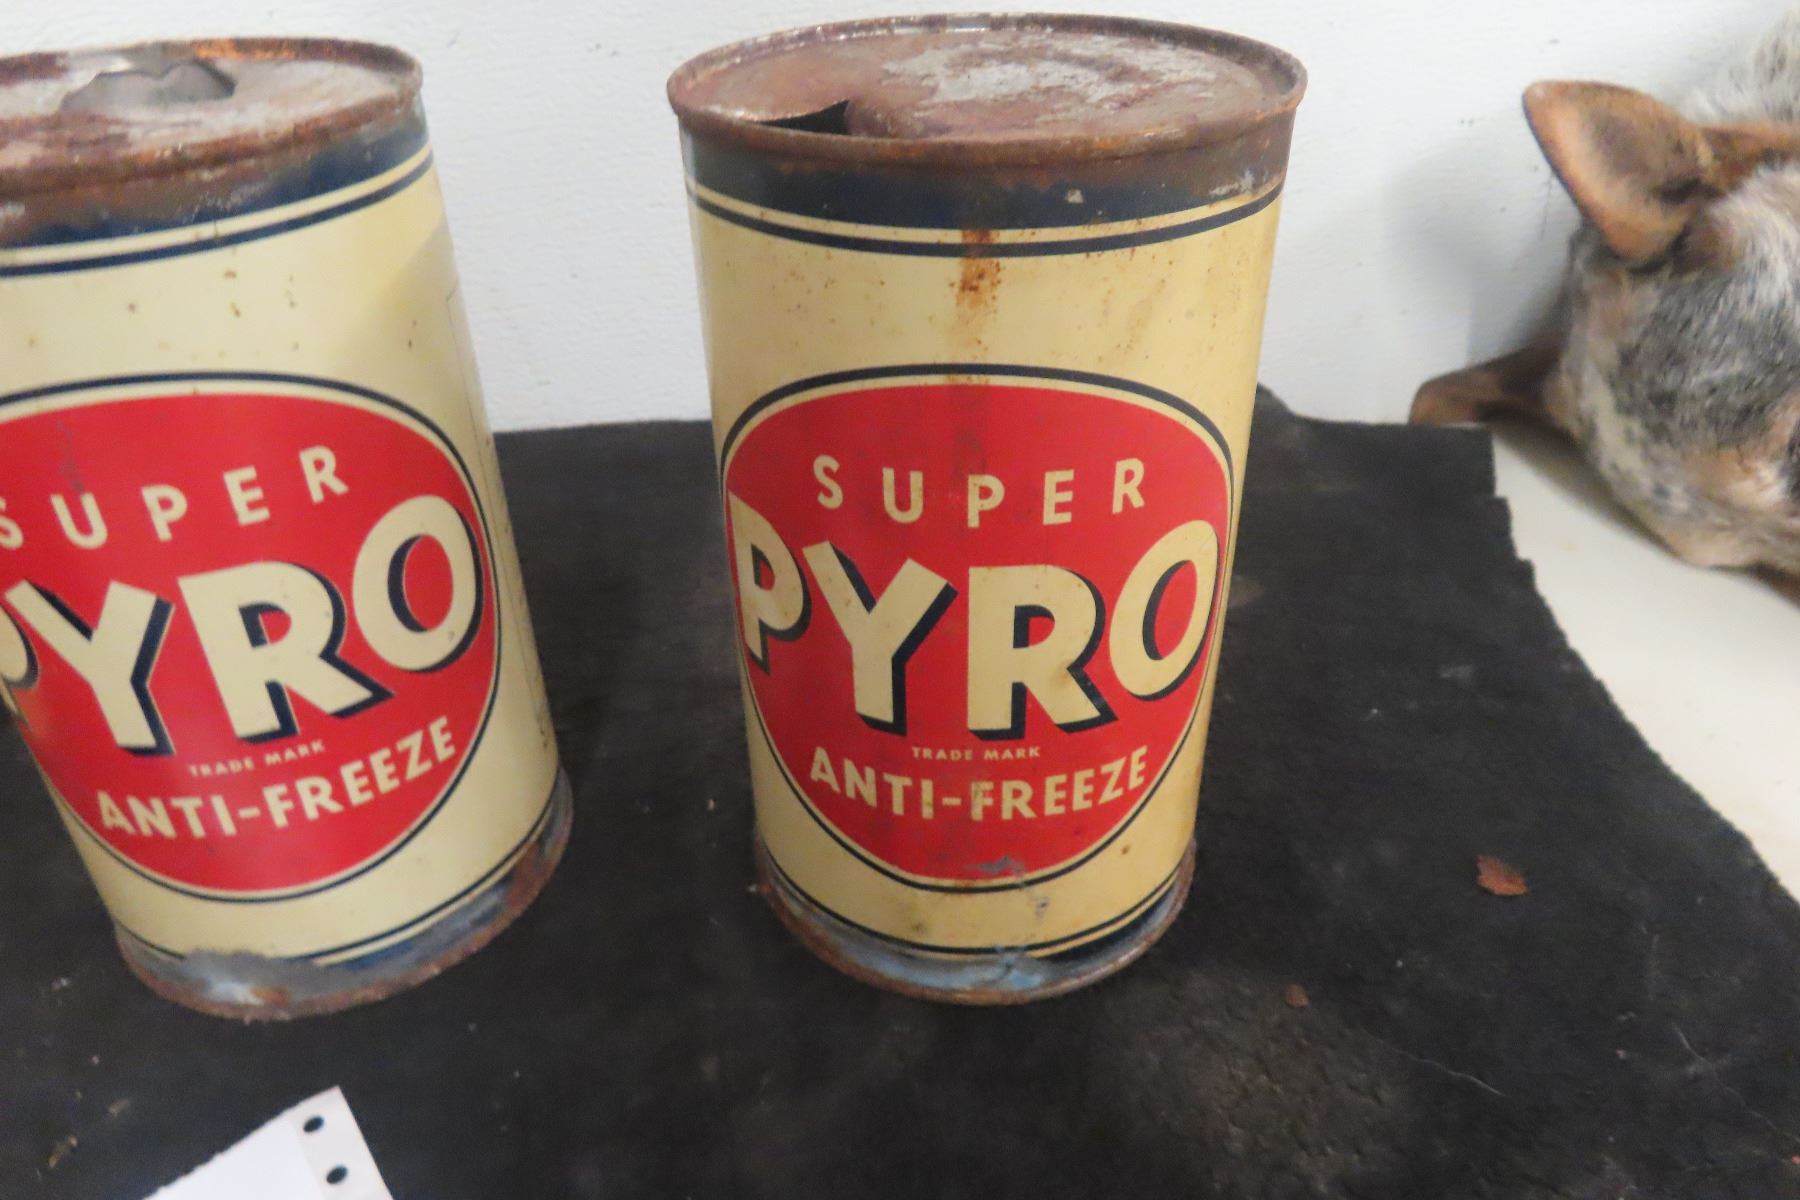 SUPER
PYRO
TRADE MARK
ANTI-FREEZE
SUPER
PYRO
TRADE MARK
ANTI-FREEZE